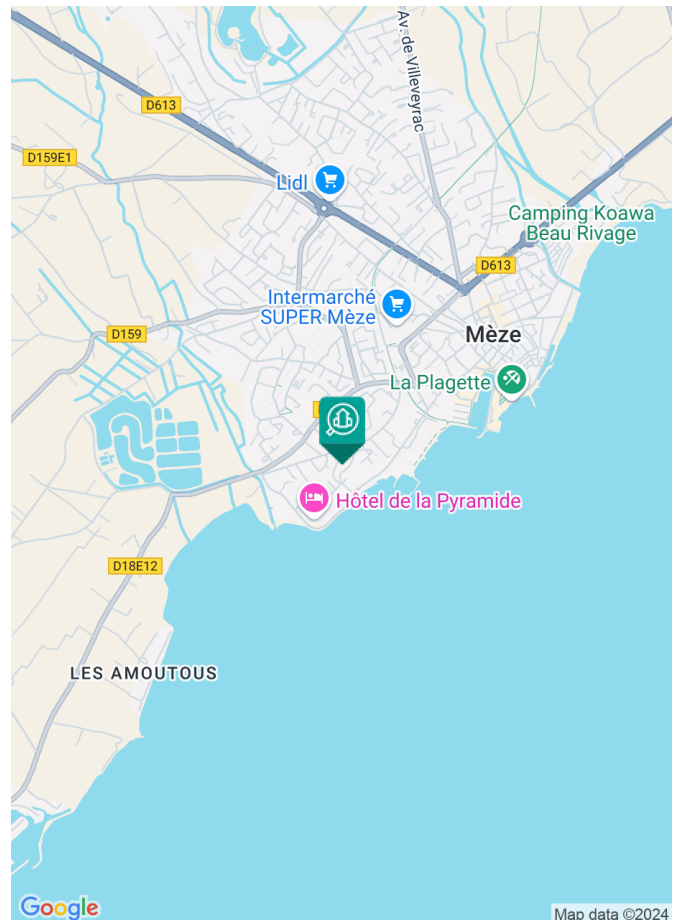 Av. de Villeveyrac
D613
D159E1
Lidl
Camping Koawa
Beau Rivage
D613
Intermarché
SUPER Mèze
D159
Mèze
La Plagette
Hôtel de la Pyramide
D18E12
LES AMOUTOUS
Google
Map data ©2024